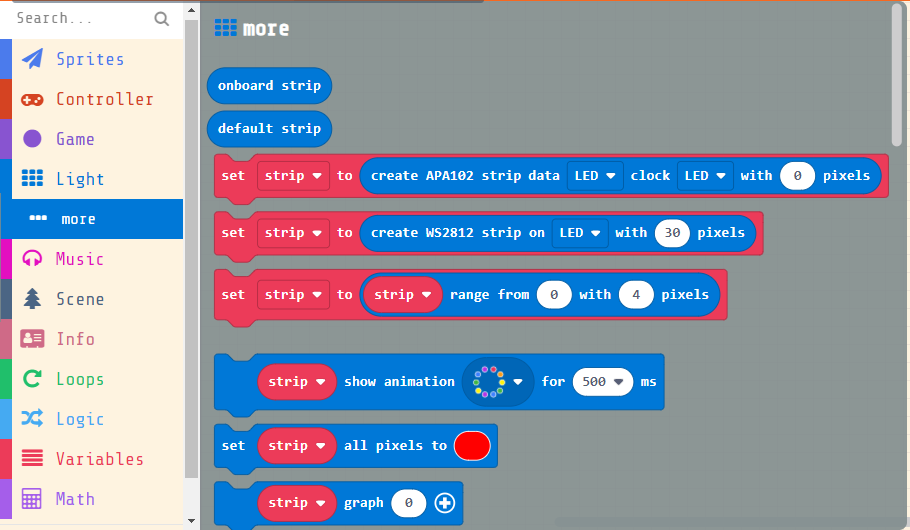 Search...
Sprites
Controller
Game
Light
more
Music
Scene
Info
Loops
Logic
Variables
Math
more
onboard strip
default strip
set strip to create APA102 strip data LED clock LED with 0 pixels
set strip to create WS2812 strip on LED with 30 pixels
set strip to strip range from 0 with 4 pixels
strip show animation for 500 ms
set strip all pixels to
strip graph 0